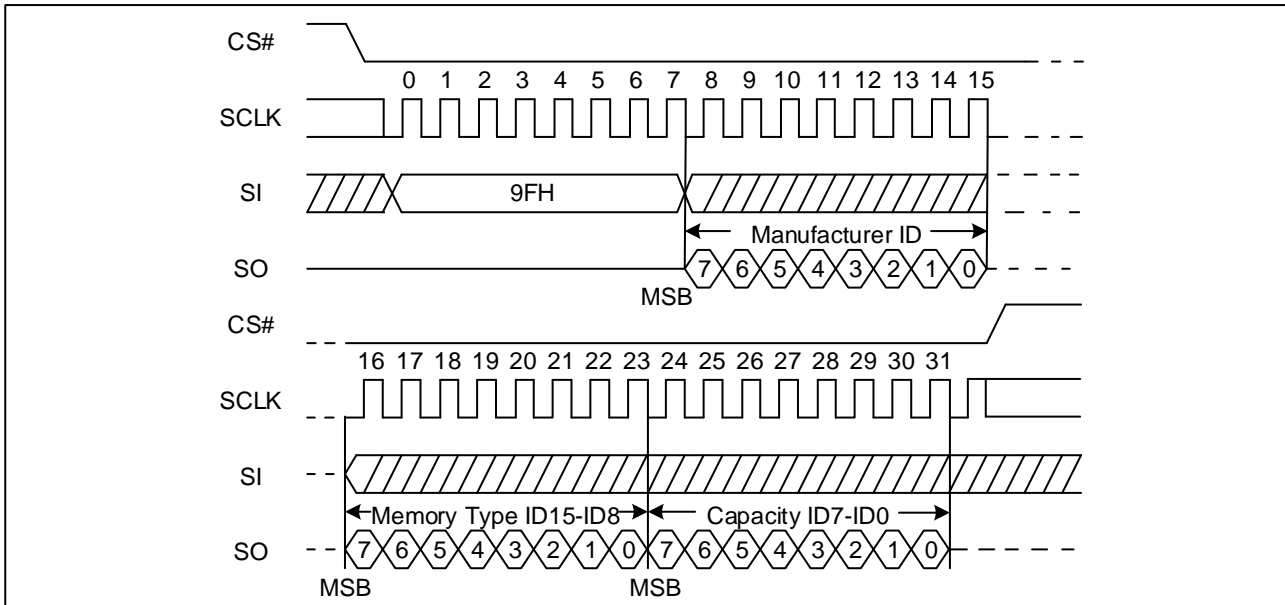 CS#
0 1 2 3 4 5 6 7 8 9 10 11 12 13 14 15
SCLK
SI 9FH
Manufacturer ID
SO 7 6 5 4 3 2 1 0
MSB
CS#
16 17 18 19 20 21 22 23 24 25 26 27 28 29 30 31
SCLK
SI
Memory Type ID15-ID8 Capacity ID7-ID0
SO 7 6 5 4 3 2 1 0 7 6 5 4 3 2 1 0
MSB MSB